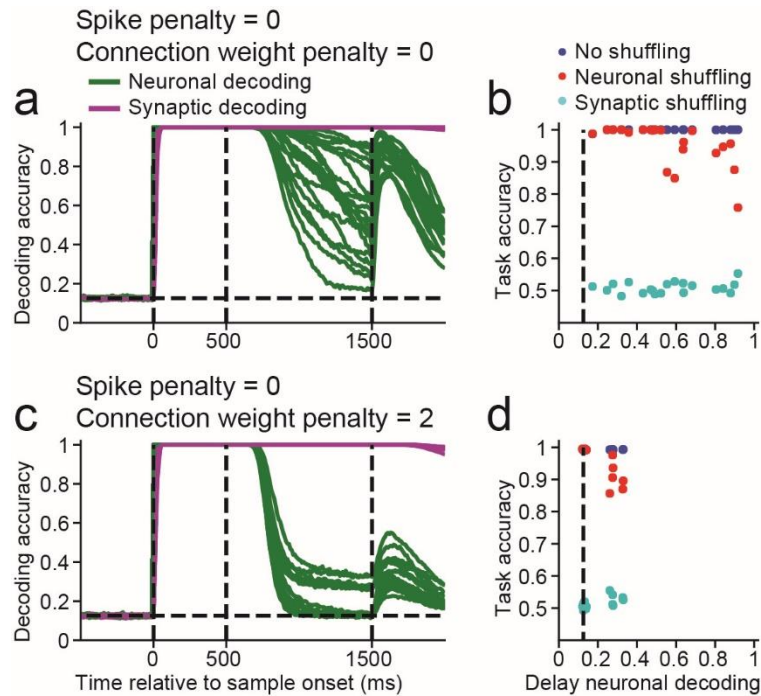 Spike penalty = 0
Connection weight penalty = 0
Neuronal decoding
Synaptic decoding
No shuffling
Neuronal shuffling
Synaptic shuffling
a
Decoding accuracy
1
0.8
0.6
0.4
0.2
0
0
500
1500
b
Task accuracy
1
0.9
0.8
0.7
0.6
0.5
0.2
0.4
0.6
0.8
1
Spike penalty = 0
Connection weight penalty = 2
c
Decoding accuracy
1
0.8
0.6
0.4
0.2
0
0
500
1500
Time relative to sample onset (ms)
d
Task accuracy
1
0.9
0.8
0.7
0.6
0.5
0
0.2
0.4
0.6
0.8
1
Delay neuronal decoding